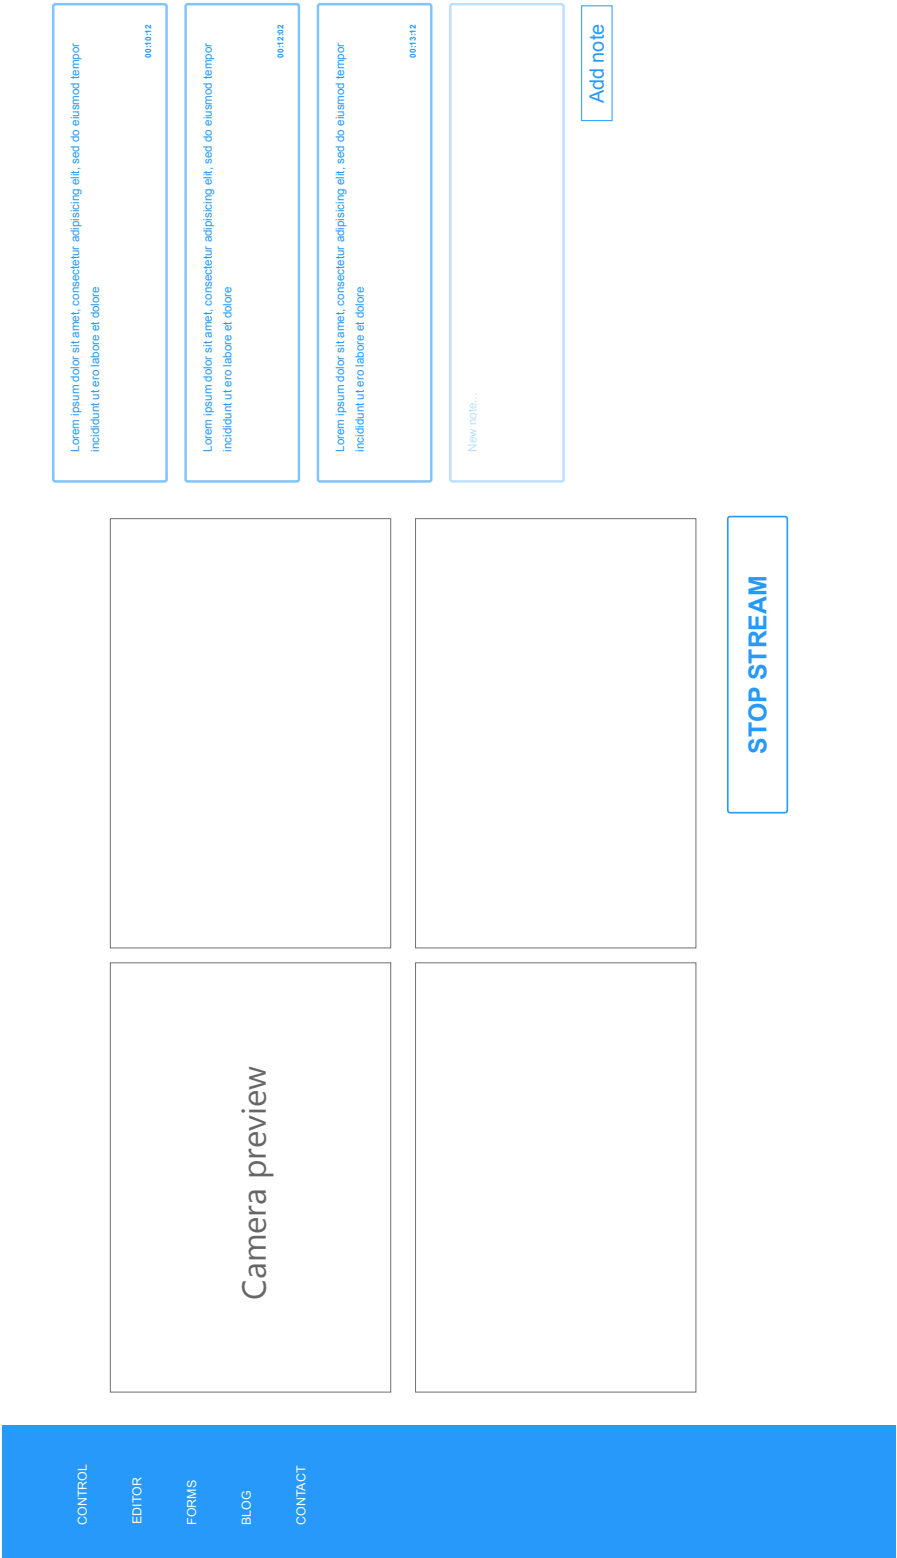 CONTROL
EDITOR
FORMS
BLOG
CONTACT
Camera preview
STOP STREAM
Lorem ipsum dolor sit amet, consectetur adipisicing elit, sed do eiusmod tempor
incididunt ut ero labore et dolore
00:10:12
Lorem ipsum dolor sit amet, consectetur adipisicing elit, sed do eiusmod tempor
incididunt ut ero labore et dolore
00:12:02
Lorem ipsum dolor sit amet, consectetur adipisicing elit, sed do eiusmod tempor
incididunt ut ero labore et dolore
00:13:12
New note...
Add note